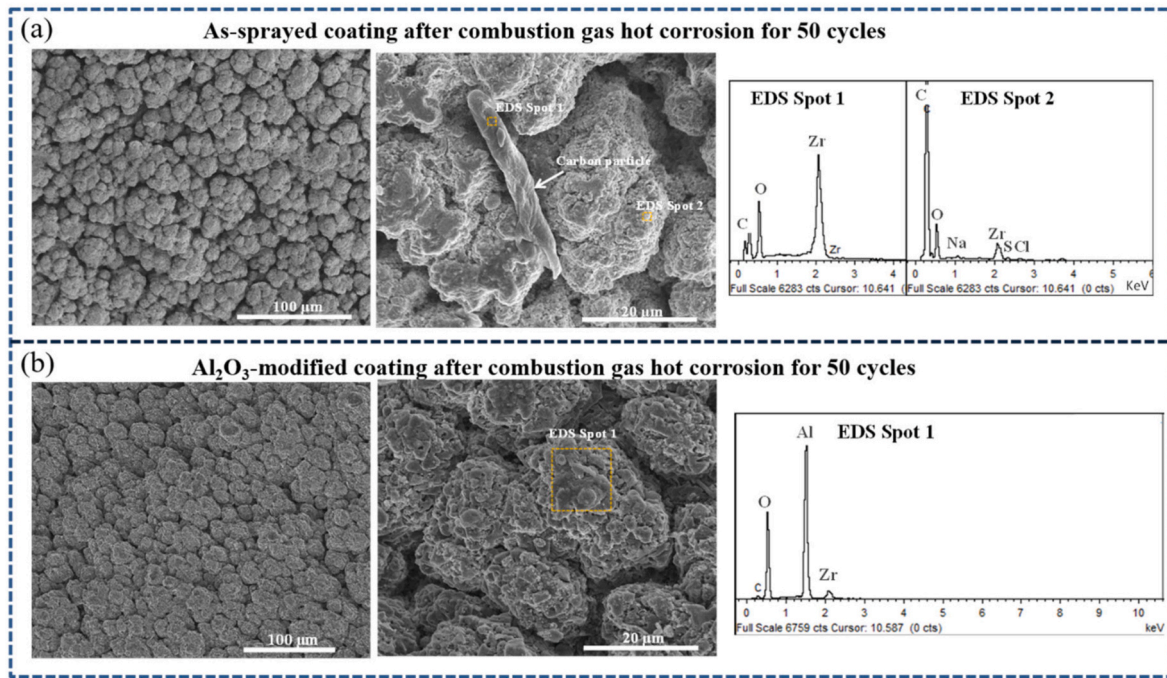 (a)
As-sprayed coating after combustion gas hot corrosion for 50 cycles
100 μm
EDS Spot 1
Carbon particle
EDS Spot 2
20 μm
EDS Spot 1
Zr
O
C
Zr
0 1 2 3 4
Full Scale 6283 cts Cursor: 10.641 (
EDS Spot 2
C
C
O
Na
Zr
S Cl
0 1 2 3 4 5 6
Full Scale 6283 cts Cursor: 10.641 (0 cts)
KeV
(b)
Al₂O₃-modified coating after combustion gas hot corrosion for 50 cycles
100 μm
EDS Spot 1
20 μm
EDS Spot 1
Al
O
C
Zr
0 1 2 3 4 5 6 7 8 9 10
Full Scale 6759 cts Cursor: 10.587 (0 cts)
keV